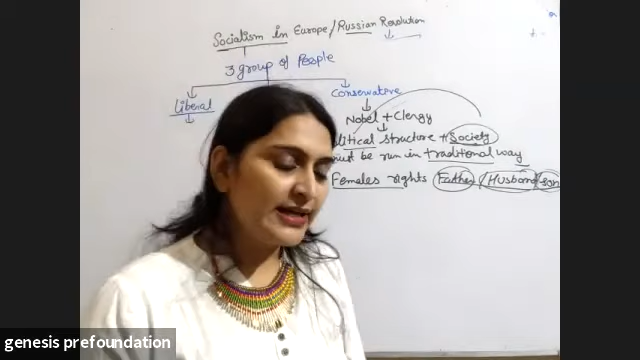 Socialism in Europe/Russian Revolution
3 group of People
Liberal
Conservative
Nobel + Clergy
litical structure + Society
must be run in traditional way
Females rights Father / Husband/son
genesis prefoundation